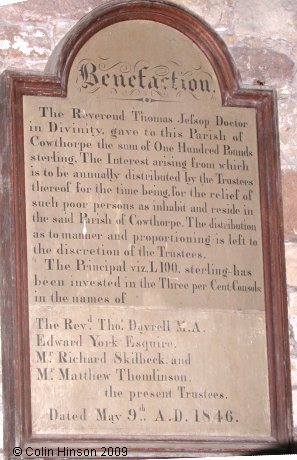 Benefaction.
The Reverend Thomas Jefsop Doctor
in Divinity, gave to this Parish of
Cowthorpe the sum of One Hundred Pounds
sterling. The Interest arising from which
is to be annually distributed by the Trustees
thereof for the time being, for the relief of
such poor persons as inhabit and reside in
the said Parish of Cowthorpe. The distribution
as to manner and proportioning is left to
the discretion of the Trustees.
The Principal viz. L100. sterling has
been invested in the Three per Cent: Consols:
in the names of
The Rev.d Tho.s Dayrell M.A.
Edward York Esquire.
Mr. Richard Skilbeck, and
Mr. Matthew Thomlinson.
the present Trustees.
Dated May 9th. A.D. 1846.
©Colin Hinson 2009